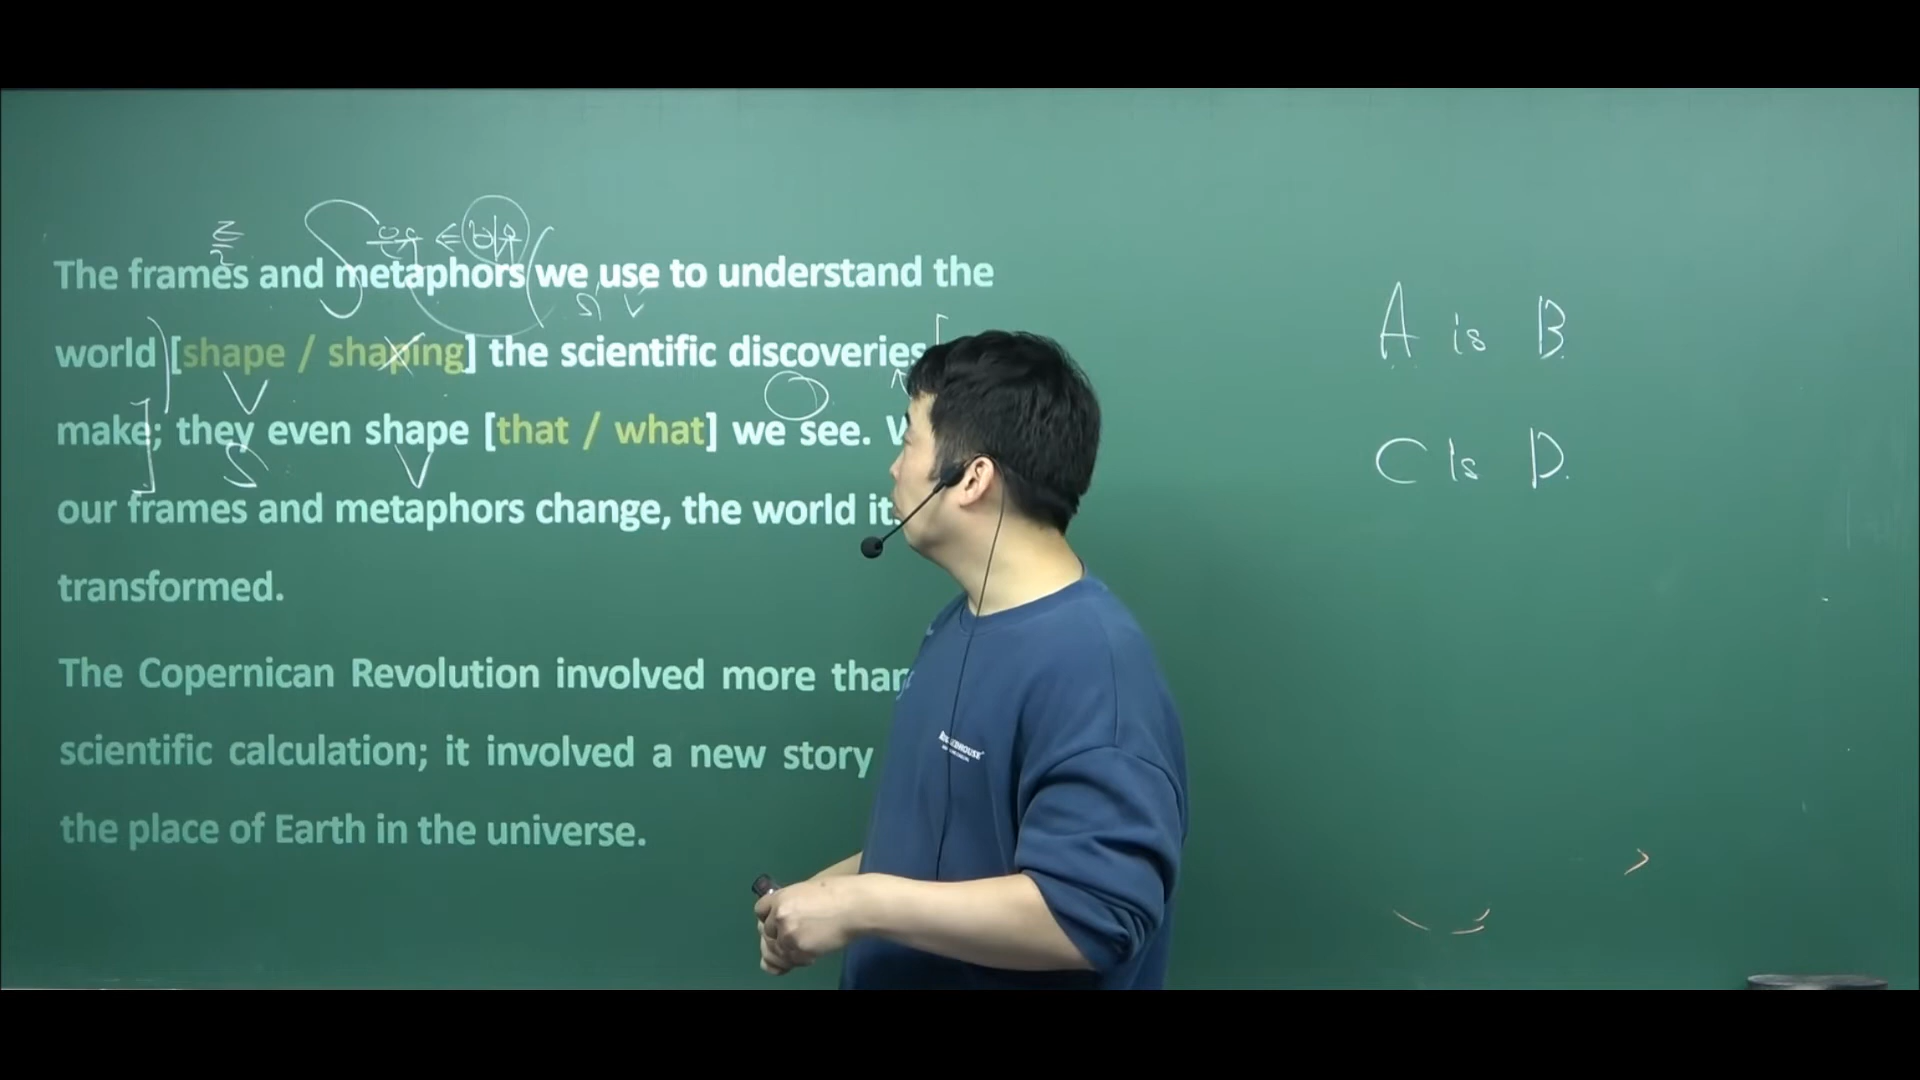 The frames and metaphors we use to understand the
world [shape / shaping] the scientific discoveries
make; they even shape [that / what] we see.
our frames and metaphors change, the world
transformed.
The Copernican Revolution involved more than
scientific calculation; it involved a new story
the place of Earth in the universe.
S' V'
V
S V
A is B.
C is D.